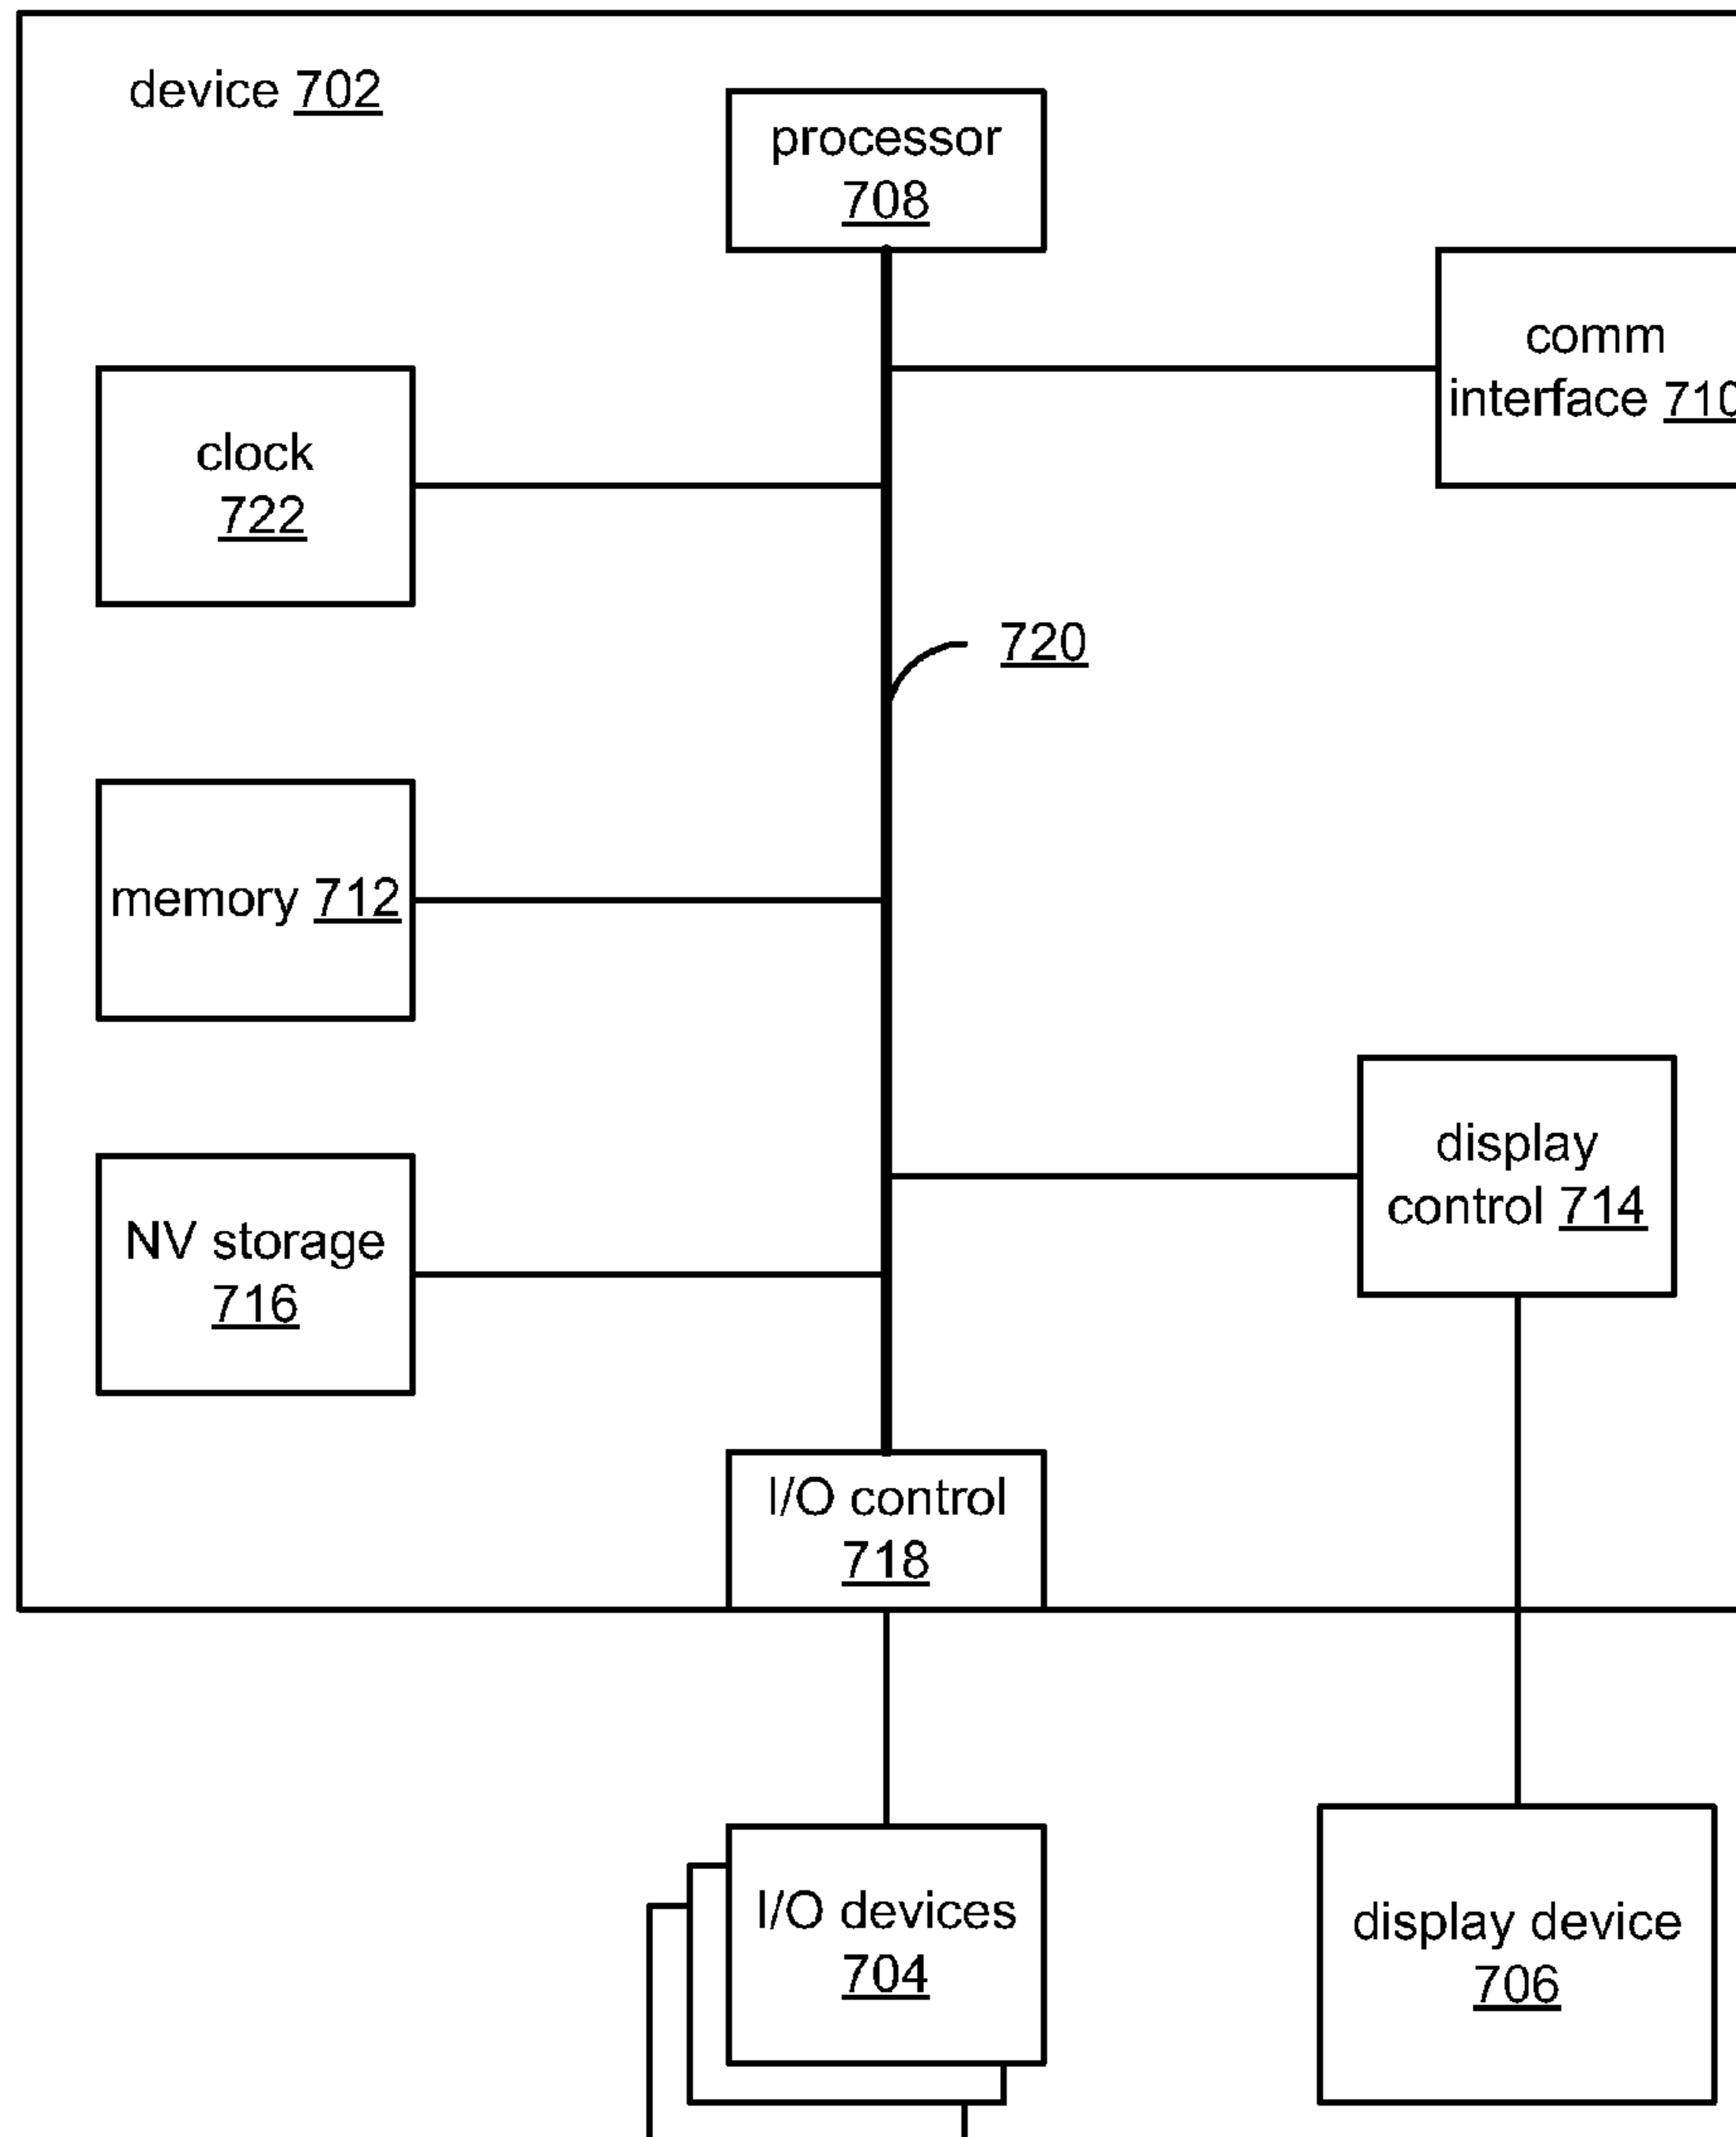 device 702
processor
708
comm
interface 710
clock
722
720
memory 712
display
control 714
NV storage
716
I/O control
718
I/O devices
704
display device
706